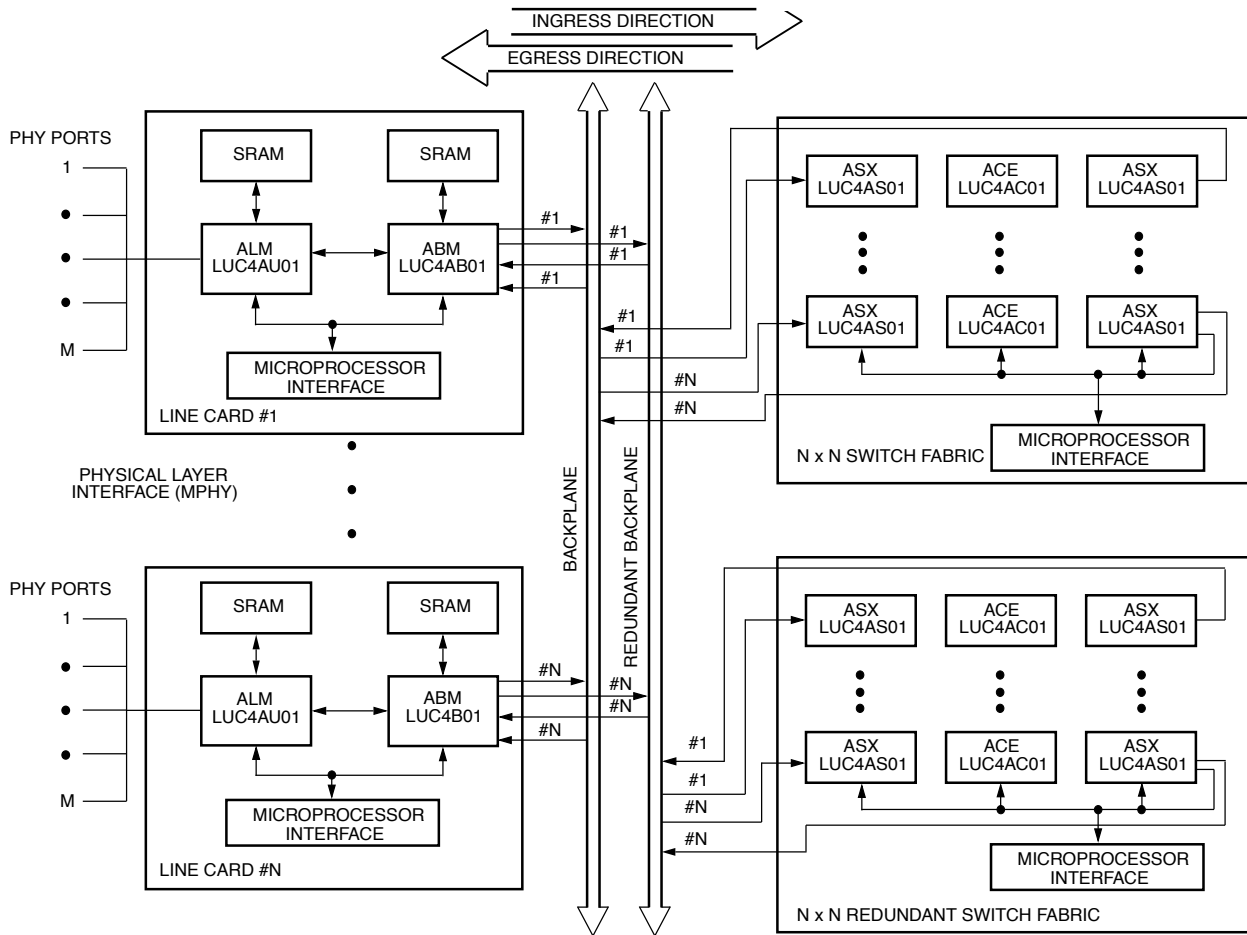 INGRESS DIRECTION
EGRESS DIRECTION
PHY PORTS
1
M
SRAM
SRAM
ALM
LUC4AU01
ABM
LUC4AB01
MICROPROCESSOR
INTERFACE
LINE CARD #1
#1
#1
#1
#1
PHYSICAL LAYER
INTERFACE (MPHY)
BACKPLANE
REDUNDANT BACKPLANE
#1
#1
#N
#N
ASX
LUC4AS01
ACE
LUC4AC01
ASX
LUC4AS01
ASX
LUC4AS01
ACE
LUC4AC01
ASX
LUC4AS01
MICROPROCESSOR
INTERFACE
N x N SWITCH FABRIC
PHY PORTS
1
M
SRAM
SRAM
ALM
LUC4AU01
ABM
LUC4B01
MICROPROCESSOR
INTERFACE
LINE CARD #N
#N
#N
#N
#N
#1
#1
#N
#N
ASX
LUC4AS01
ACE
LUC4AC01
ASX
LUC4AS01
ASX
LUC4AS01
ACE
LUC4AC01
ASX
LUC4AS01
MICROPROCESSOR
INTERFACE
N x N REDUNDANT SWITCH FABRIC